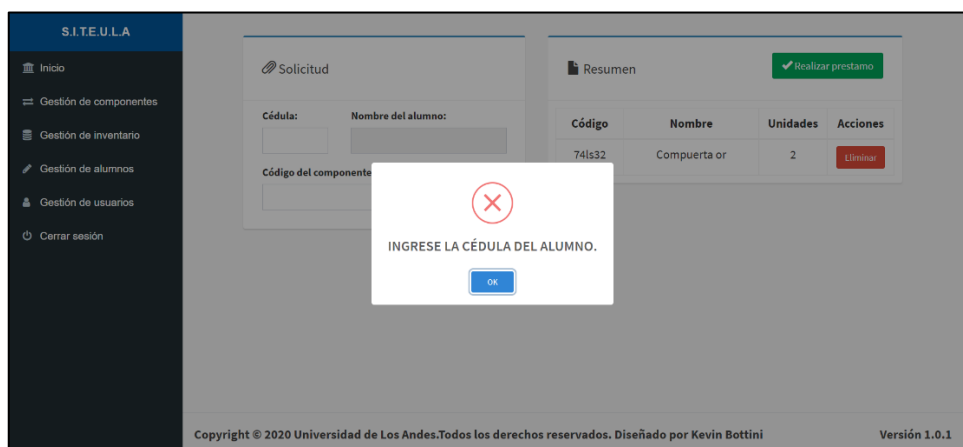 S.I.T.E.U.L.A
Inicio
Gestión de componentes
Gestión de inventario
Gestión de alumnos
Gestión de usuarios
Cerrar sesión
Solicitud
Cédula: Nombre del alumno:
Código del componente
Resumen
Realizar prestamo
Código Nombre Unidades Acciones
74ls32 Compuerta or 2 Eliminar
INGRESE LA CÉDULA DEL ALUMNO.
OK
Copyright © 2020 Universidad de Los Andes.Todos los derechos reservados. Diseñado por Kevin Bottini Versión 1.0.1